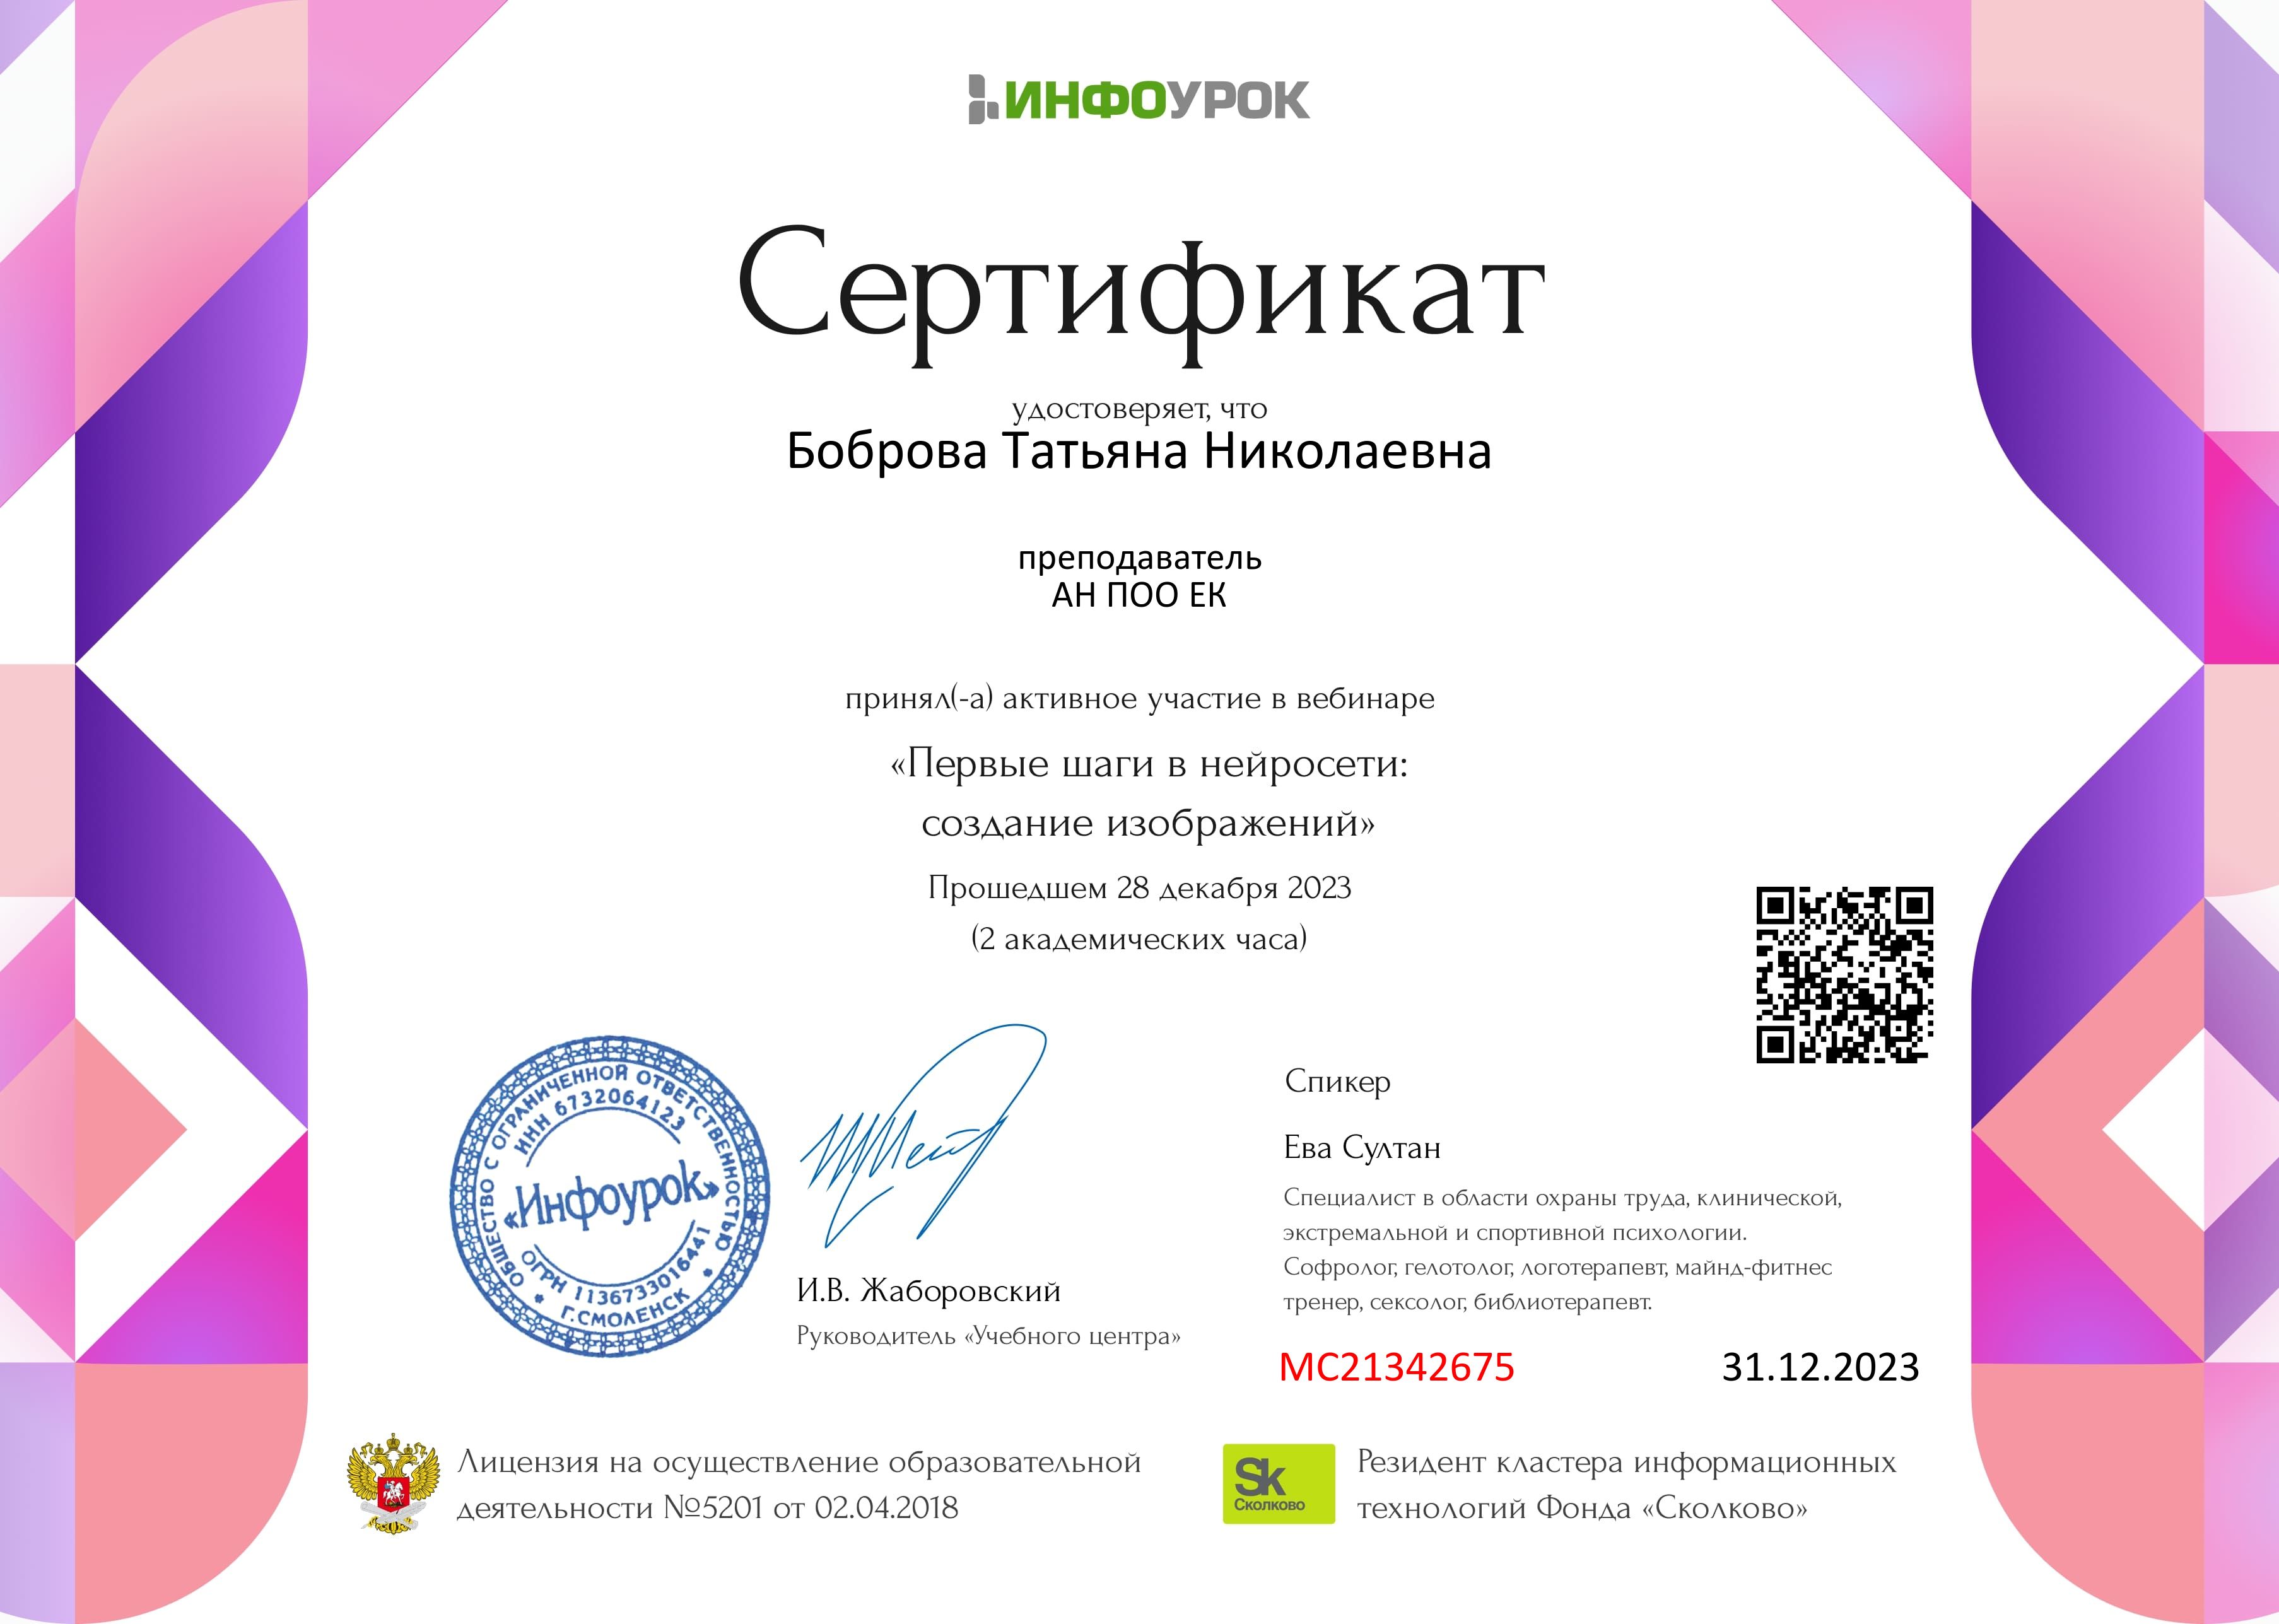 ИНФОУРОК
Сертификат
удостоверяет, что
Боброва Татьяна Николаевна
преподаватель
АН ПОО ЕК
принял(-а) активное участие в вебинаре
«Первые шаги в нейросети:
создание изображений»
Прошедшем 28 декабря 2023
(2 академических часа)
ОБЩЕСТВО С ОГРАНИЧЕННОЙ ОТВЕТСТВЕННОСТЬЮ
ИНН 6732064123
«Инфоурок»
ОГРН 1136733016441
Г.СМОЛЕНСК
И.В. Жаборовский
Руководитель «Учебного центра»
Спикер
Ева Султан
Специалист в области охраны труда, клинической,
экстремальной и спортивной психологии.
Софролог, гелотолог, логотерапевт, майнд-фитнес
тренер, сексолог, библиотерапевт.
МС21342675
31.12.2023
Лицензия на осуществление образовательной
деятельности №5201 от 02.04.2018
Sk
Сколково
Резидент кластера информационных
технологий Фонда «Сколково»